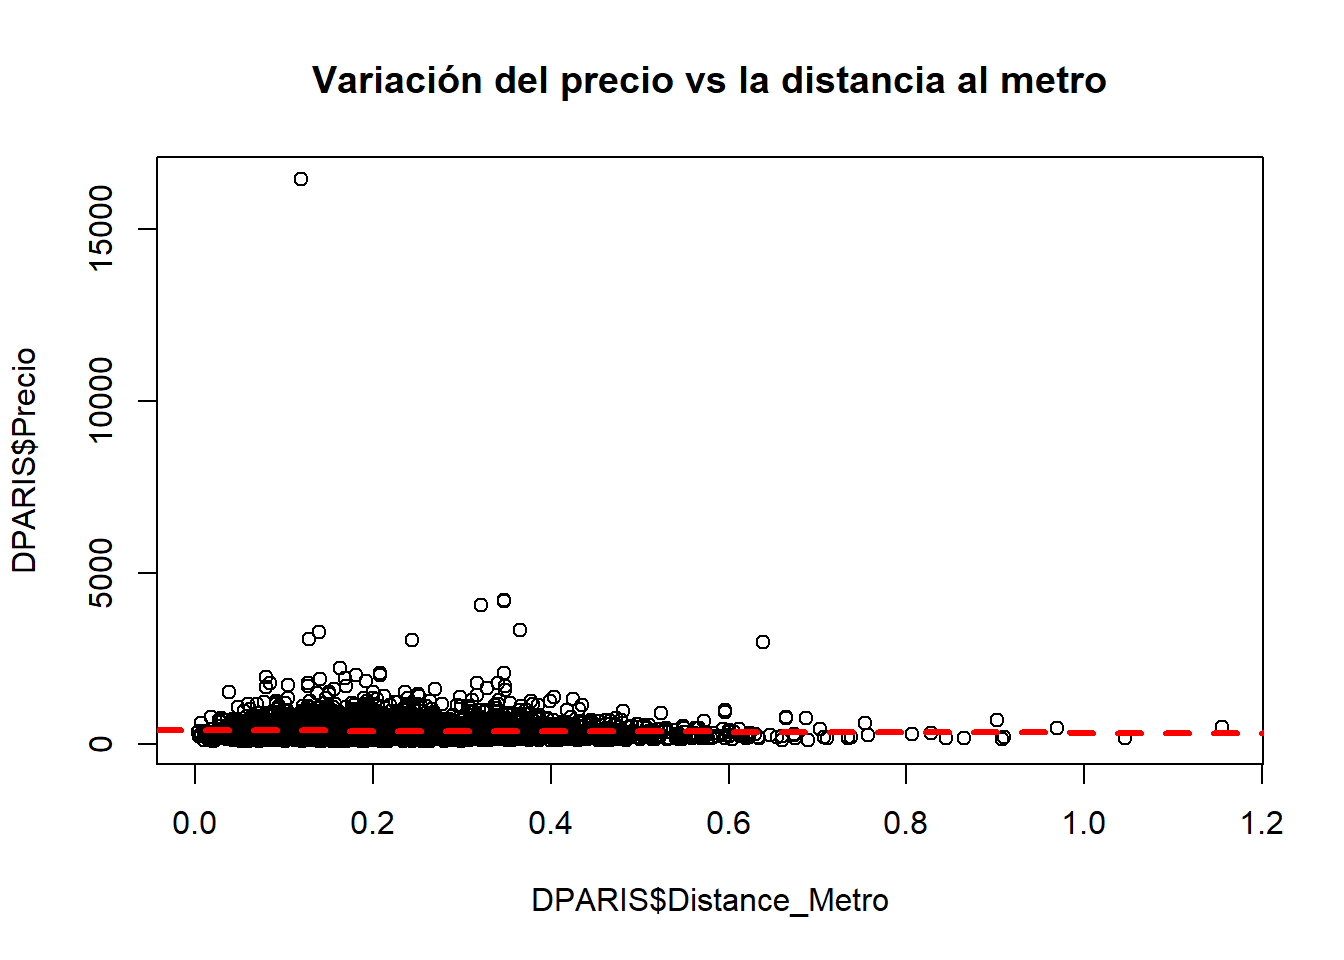 Variación del precio vs la distancia al metro
DPARIS$Precio
15000
10000
5000
0
0.0 0.2 0.4 0.6 0.8 1.0 1.2
DPARIS$Distance_Metro